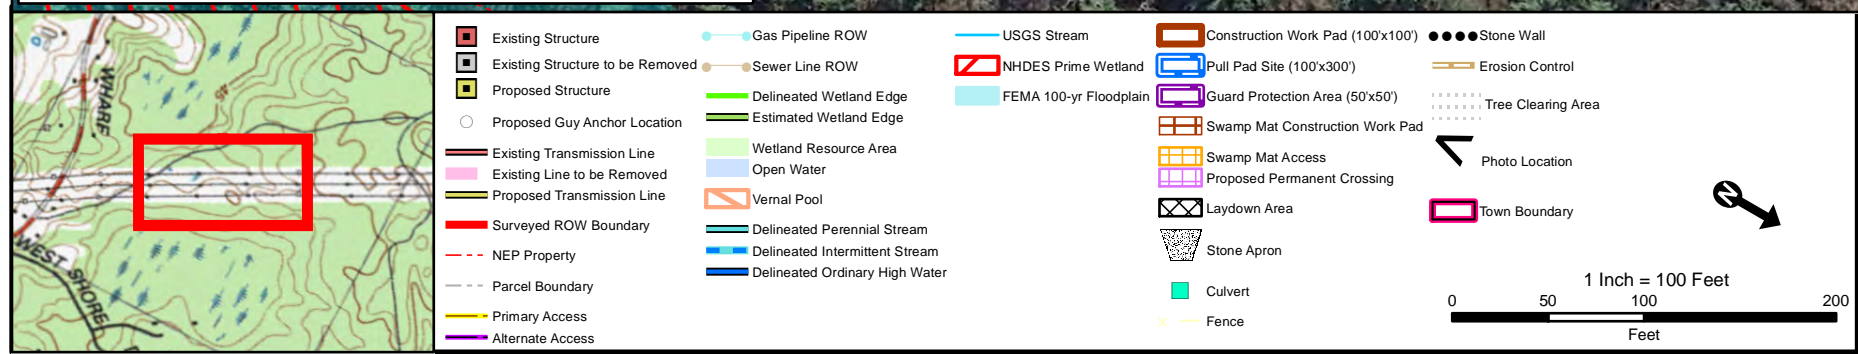 WHARF
WEST SHORE
Existing Structure
Existing Structure to be Removed
Proposed Structure
Proposed Guy Anchor Location
Existing Transmission Line
Existing Line to be Removed
Proposed Transmission Line
Surveyed ROW Boundary
NEP Property
Parcel Boundary
Primary Access
Alternate Access
Gas Pipeline ROW
Sewer Line ROW
Delineated Wetland Edge
Estimated Wetland Edge
Wetland Resource Area
Open Water
Vernal Pool
Delineated Perennial Stream
Delineated Intermittent Stream
Delineated Ordinary High Water
USGS Stream
NHDES Prime Wetland
FEMA 100-yr Floodplain
Construction Work Pad (100'x100')
Pull Pad Site (100'x300')
Guard Protection Area (50'x50')
Swamp Mat Construction Work Pad
Swamp Mat Access
Proposed Permanent Crossing
Laydown Area
Stone Apron
Culvert
Fence
Stone Wall
Erosion Control
Tree Clearing Area
Photo Location
Town Boundary
N
1 Inch = 100 Feet
0 50 100 200
Feet